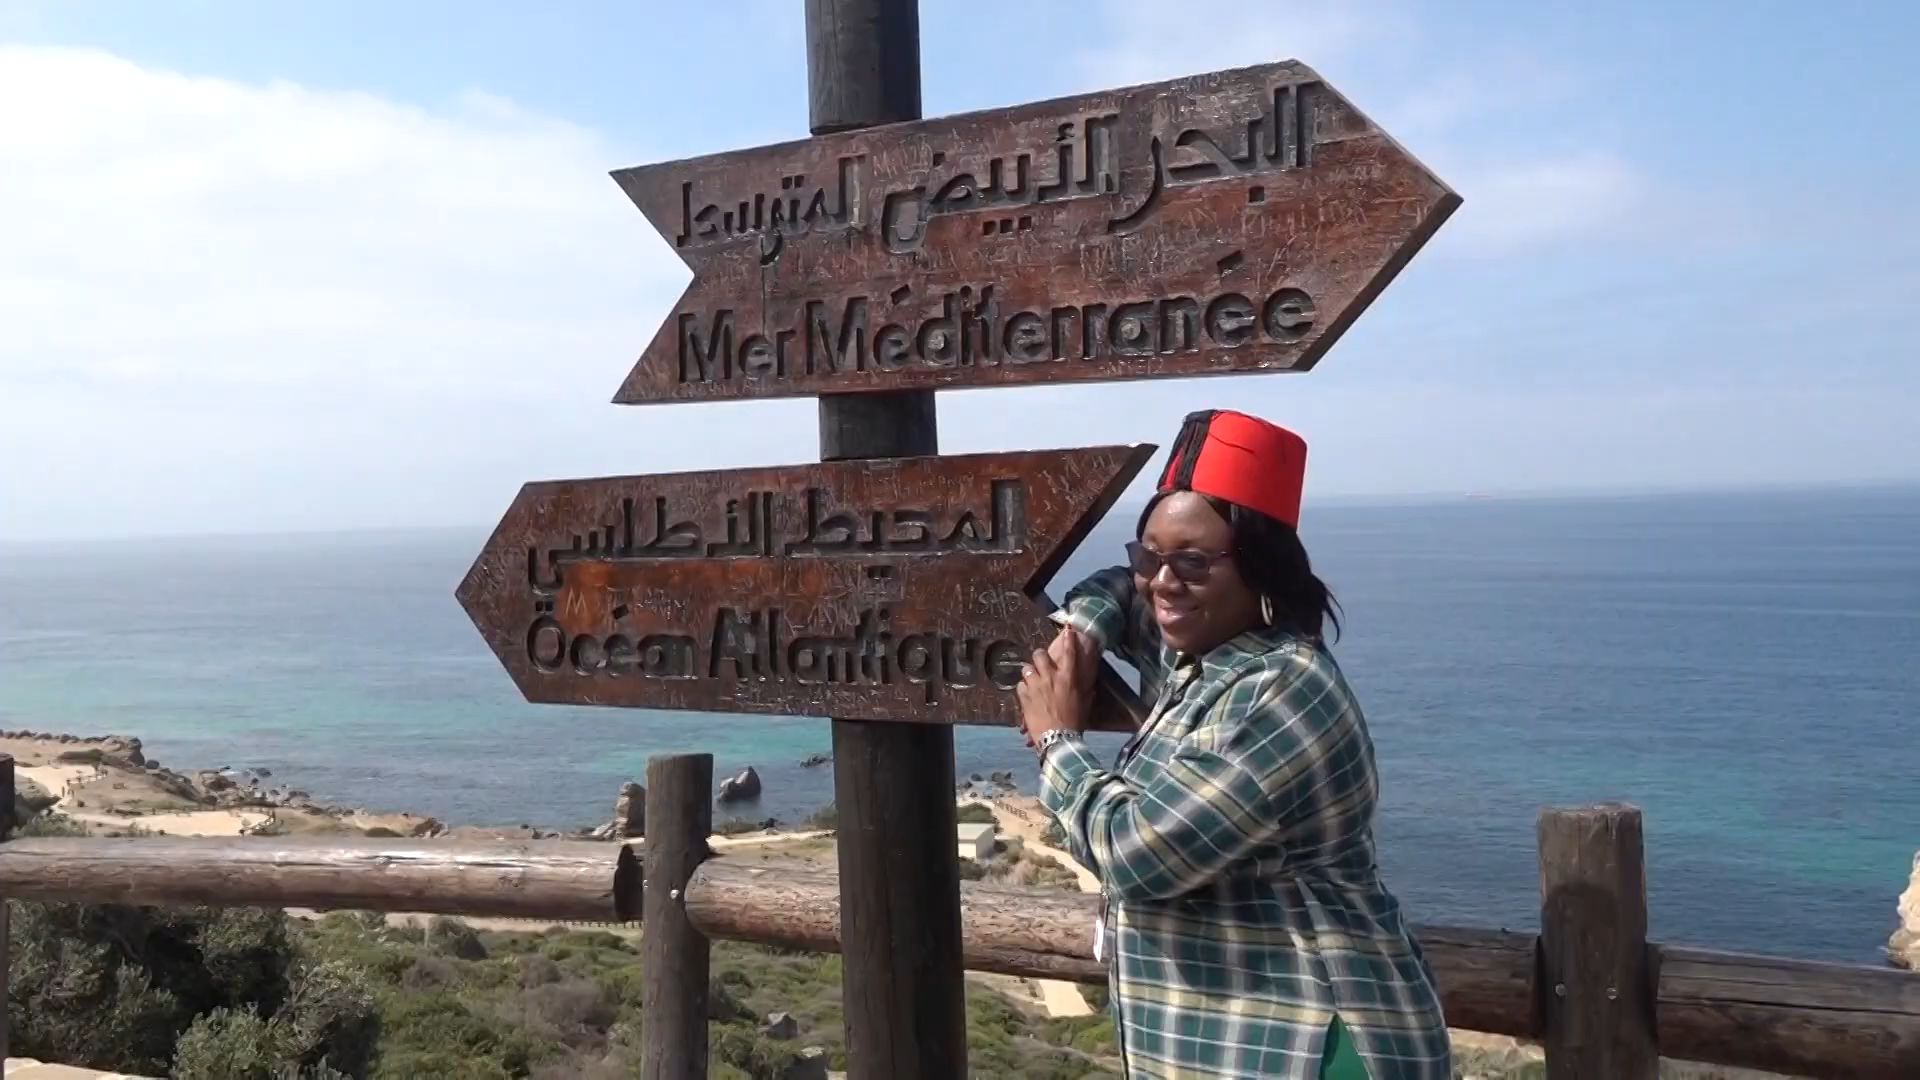 البحر الأبيض المتوسط
Mer Méditerranée
المحيط الأطلسي
Océan Atlantique